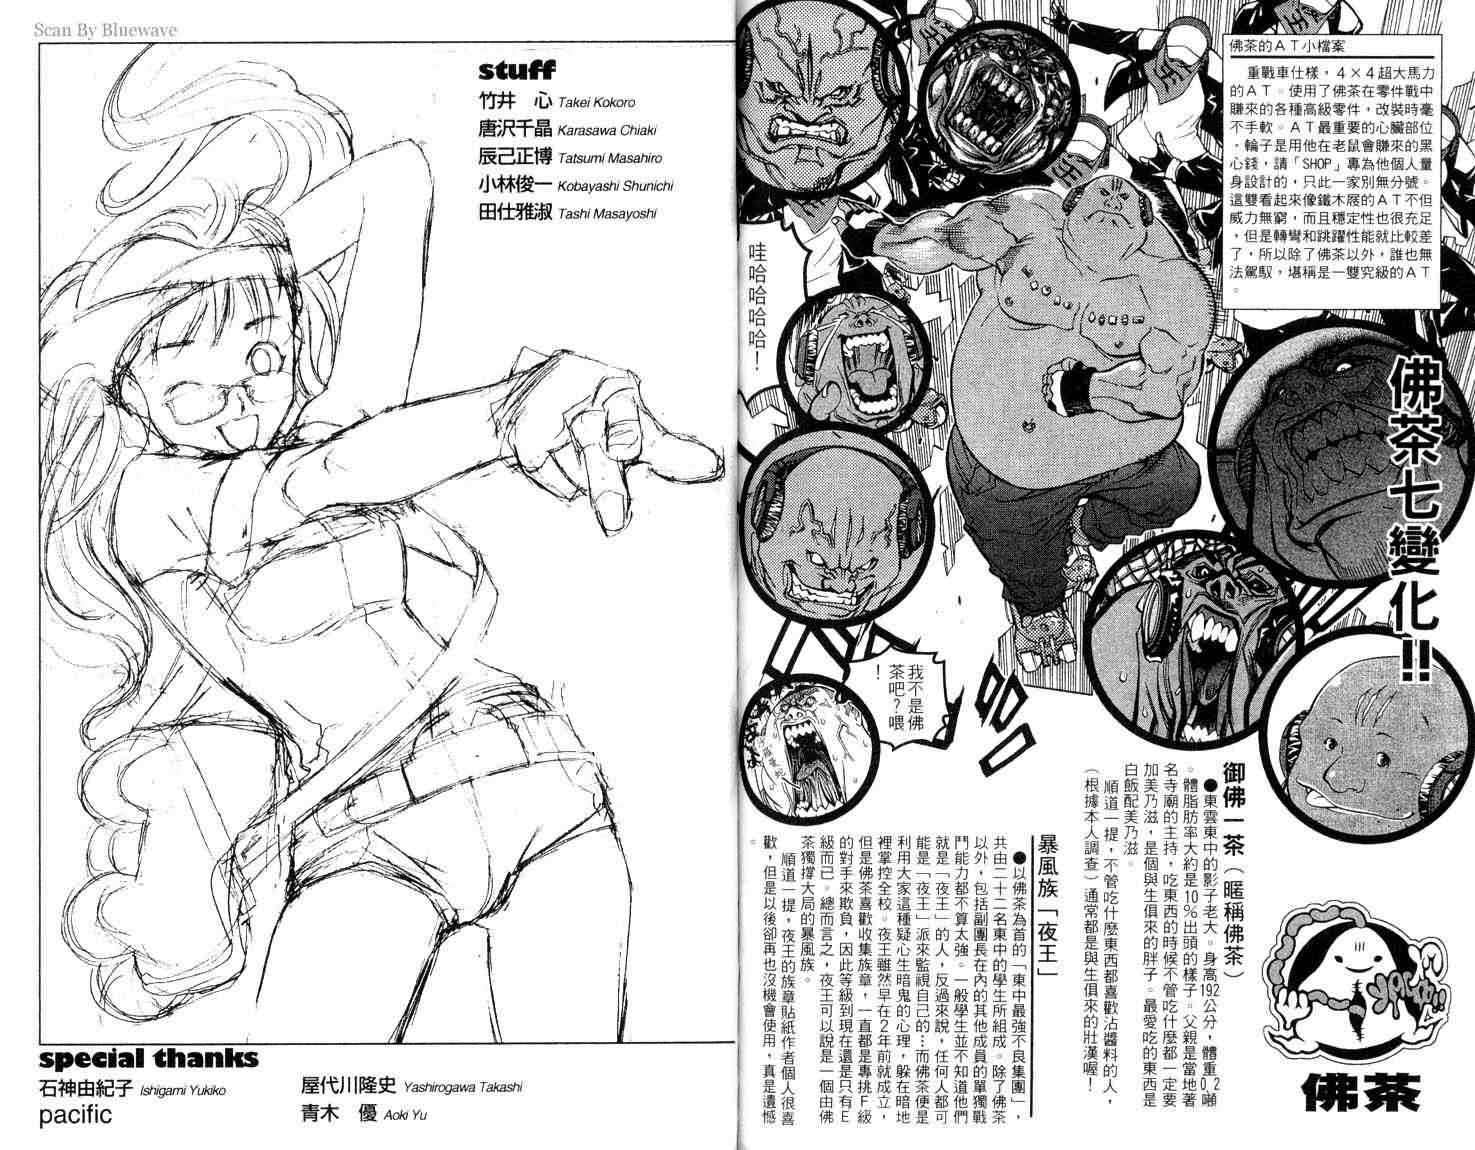 Scan By Bluewave
stuff
竹井 心 Takei Kokoro
唐沢千晶 Karasawa Chiaki
辰己正博 Tatsumi Masahiro
小林俊一 Kobayashi Shunichi
田仕雅淑 Tashi Masayoshi
special thanks
石神由紀子 Ishigami Yukiko
pacific
屋代川隆史 Yashirogawa Takashi
青木 優 Aoki Yu
佛茶的AT小檔案
重戰車仕樣，4×4超大馬力
的AT。使用了佛茶在零件戰中
賺來的各種高級零件，改裝時毫
不手軟。AT最重要的心臟部位
．輪子是用他在老鼠會賺來的黑
心錢，請「SHOP」專為他個人量
身設計的，只此一家別無分號。
這雙看起來像鐵木屐的AT不但
威力無窮，而且穩定性也很充足
，但是轉彎和跳躍性能就比較差
了，所以除了佛茶以外，誰也無
法駕馭，堪稱是一雙究級的AT
。
佛茶七變化!!
哇哈哈哈哈！
我不是佛
茶吧？喂
！
御佛一茶（暱稱佛茶）
●東雲東中的影子老大。身高192公分，體重0.2噸
。體脂肪率大約是10％出頭的樣子。父親是當地著
名寺廟的主持，吃東西的時候不管吃什麼都一定要
加美乃滋，是個與生俱來的胖子。最愛吃的東西是
白飯配美乃滋。
順道一提，不管吃什麼東西都喜歡沾醬料的人，
（根據本人調查）通常都是與生俱來的壯漢喔！
暴風族「夜王」
●以佛茶為首的「東中最強不良集團」，
共由二十二名東中的學生所組成。除了佛茶
以外，包括副團長在內的其他成員的單獨戰
鬥能力都不算太強。一般學生並不知道他們
就是「夜王」的人，反過來說，任何人都可
能是「夜王」派來監視自己的…而佛茶便是
利用大家這種疑心生暗鬼的心理，躲在暗地
裡掌控全校。夜王雖然早在2年前就成立，
但是佛茶喜歡收集族章，一直都是專挑F級
的對手來欺負，因此等級到現在還是只有E
級而已。總而言之，夜王可以說是一個由佛
茶獨撐大局的暴風族。
順道一提，夜王的族章貼紙作者個人很喜
歡，但是以後卻再也沒機會使用，真是遺憾
。
佛茶